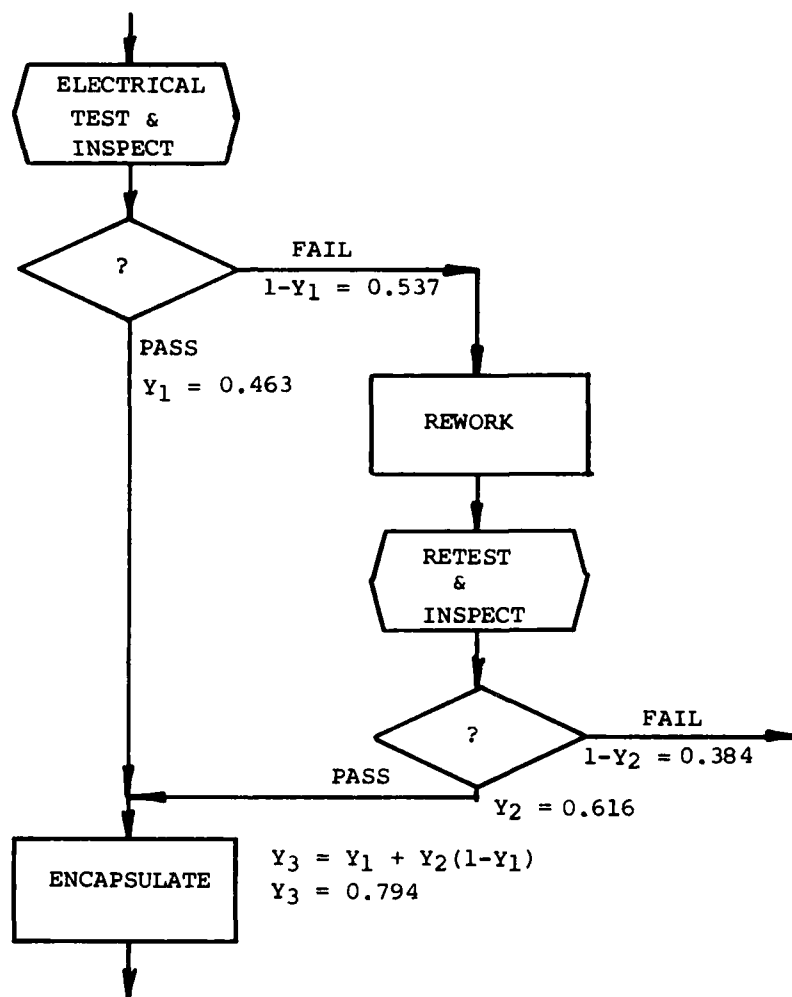 ELECTRICAL
TEST &
INSPECT
?
FAIL
1-Y1 = 0.537
PASS
Y1 = 0.463
REWORK
RETEST
&
INSPECT
?
FAIL
1-Y2 = 0.384
PASS
Y2 = 0.616
ENCAPSULATE
Y3 = Y1 + Y2(1-Y1)
Y3 = 0.794